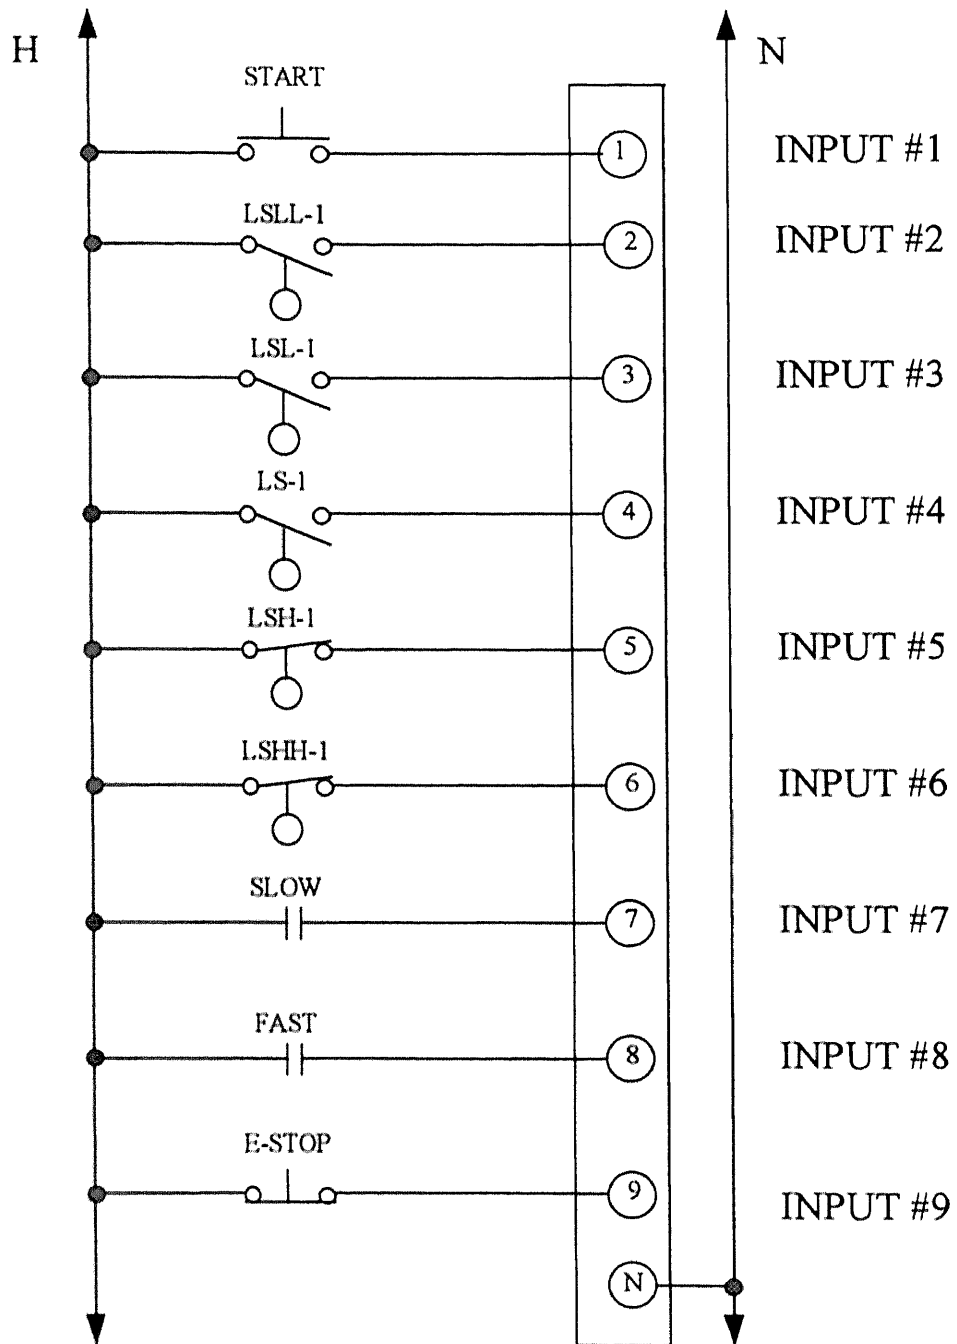 H
N
START
1
INPUT #1
LSLL-1
2
INPUT #2
LSL-1
3
INPUT #3
LS-1
4
INPUT #4
LSH-1
5
INPUT #5
LSHH-1
6
INPUT #6
SLOW
7
INPUT #7
FAST
8
INPUT #8
E-STOP
9
INPUT #9
N